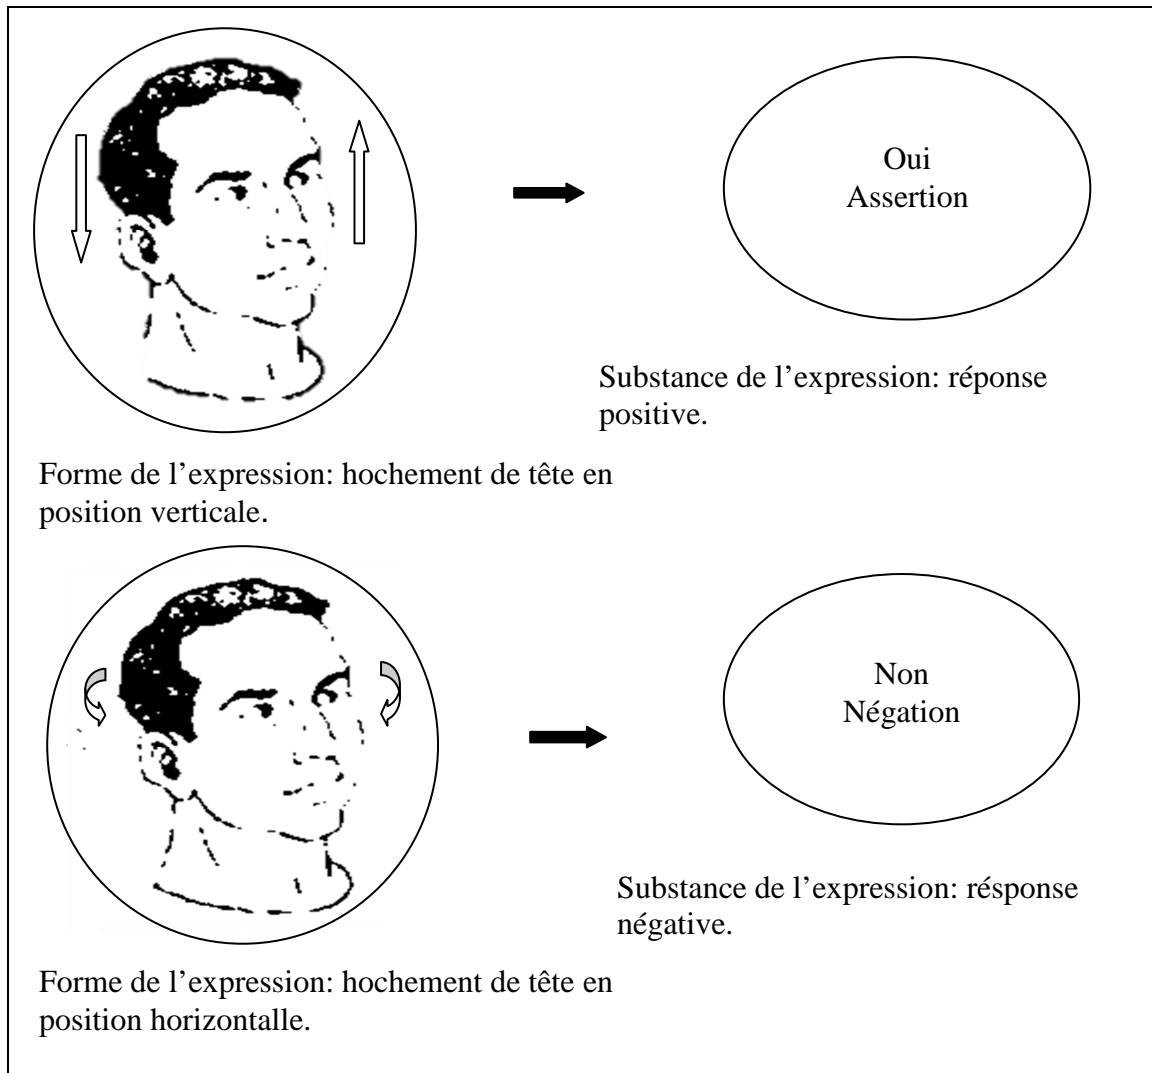 Oui
Assertion
Substance de l’expression: réponse
positive.
Forme de l’expression: hochement de tête en
position verticale.
Non
Négation
Substance de l’expression: résponse
négative.
Forme de l’expression: hochement de tête en
position horizontalle.